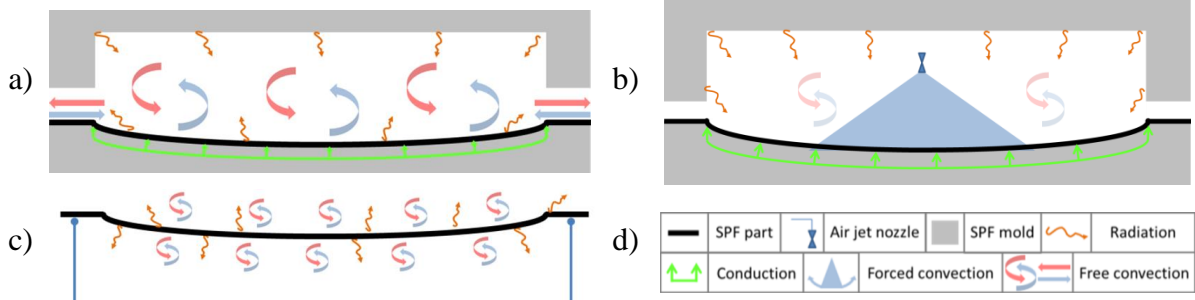 a)
b)
c)
d)
SPF part
Air jet nozzle
SPF mold
Radiation
Conduction
Forced convection
Free convection